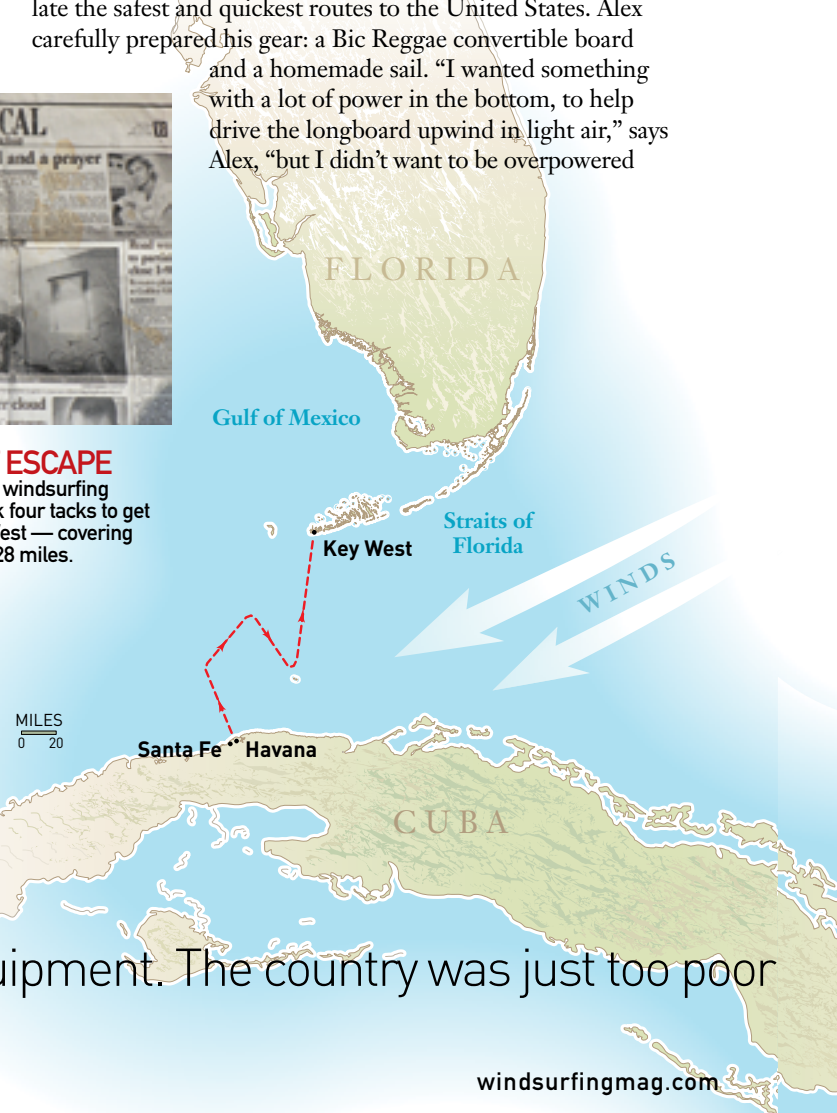 late the safest and quickest routes to the United States. Alex
carefully prepared his gear: a Bic Reggae convertible board
and a homemade sail. “I wanted something
with a lot of power in the bottom, to help
drive the longboard upwind in light air,” says
Alex, “but I didn’t want to be overpowered
CAL
and a prayer
cloud
FLORIDA
Gulf of Mexico
ESCAPE
windsurfing
k four tacks to get
est — covering
28 miles.
Straits of
Florida
Key West
WINDS
MILES
0 20
Santa Fe
Havana
CUBA
uipment. The country was just too poor
windsurfingmag.com